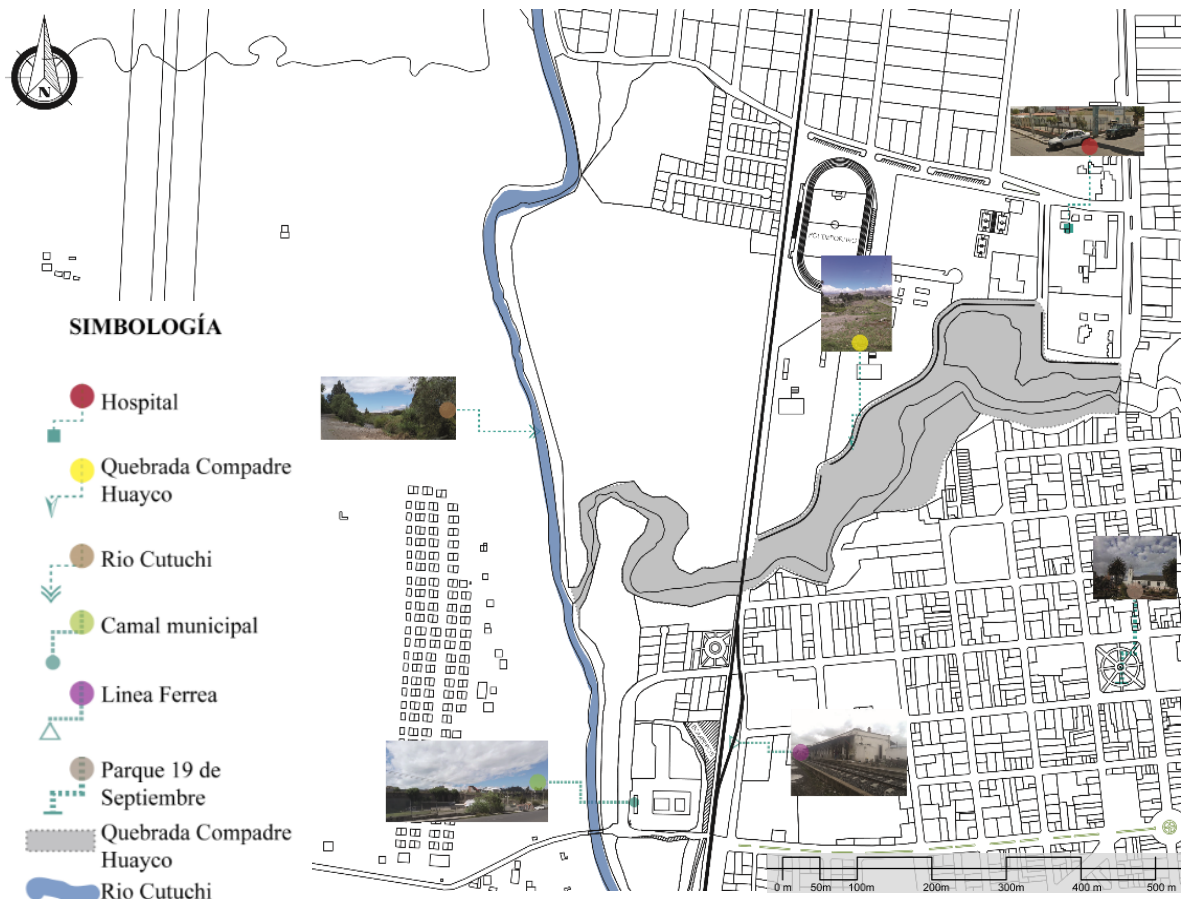 N
SIMBOLOGÍA
Hospital
Quebrada Compadre
Huayco
Rio Cutuchi
Camal municipal
Linea Ferrea
Parque 19 de
Septiembre
Quebrada Compadre
Huayco
Rio Cutuchi
0 m 50m 100m 200m 300m 400 m 500 m